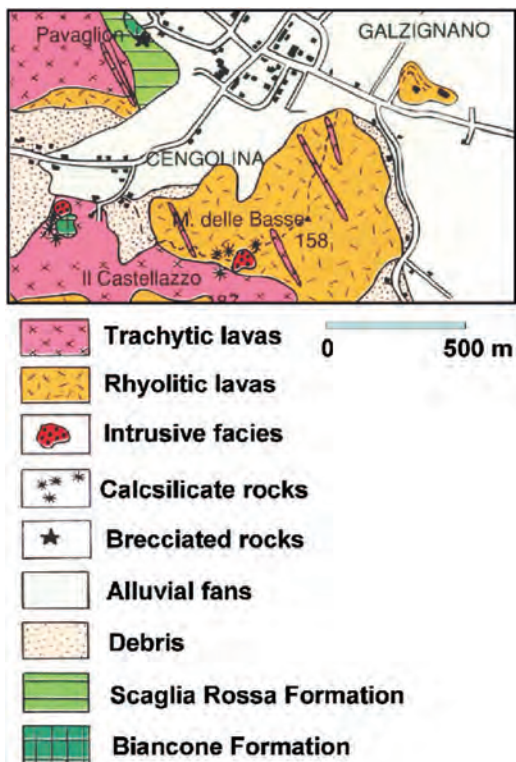 Pavaglion
GALZIGNANO
CENGOLINA
M. delle Basse
158
Il Castellazzo
187
Trachytic lavas
0 500 m
Rhyolitic lavas
Intrusive facies
Calcsilicate rocks
Brecciated rocks
Alluvial fans
Debris
Scaglia Rossa Formation
Biancone Formation